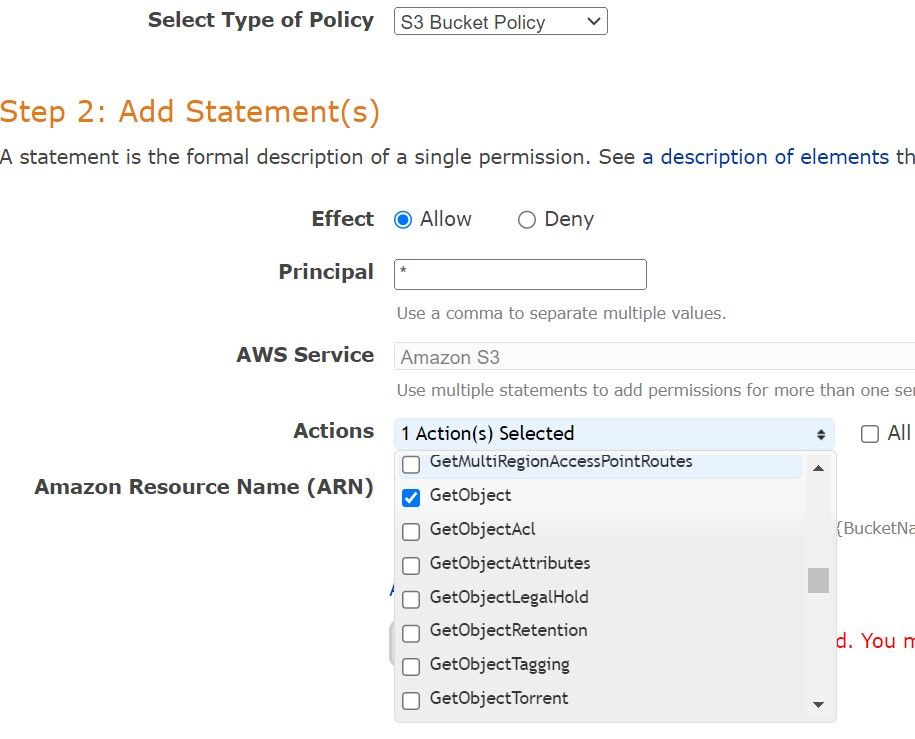 Select Type of Policy S3 Bucket Policy
Step 2: Add Statement(s)
A statement is the formal description of a single permission. See a description of elements th
Effect Allow Deny
Principal *
Use a comma to separate multiple values.
AWS Service Amazon S3
Use multiple statements to add permissions for more than one ser
Actions 1 Action(s) Selected All
GetMultiRegionAccessPointRoutes
Amazon Resource Name (ARN)
GetObject
GetObjectAcl
{BucketNa
GetObjectAttributes
GetObjectLegalHold
GetObjectRetention
d. You m
GetObjectTagging
GetObjectTorrent